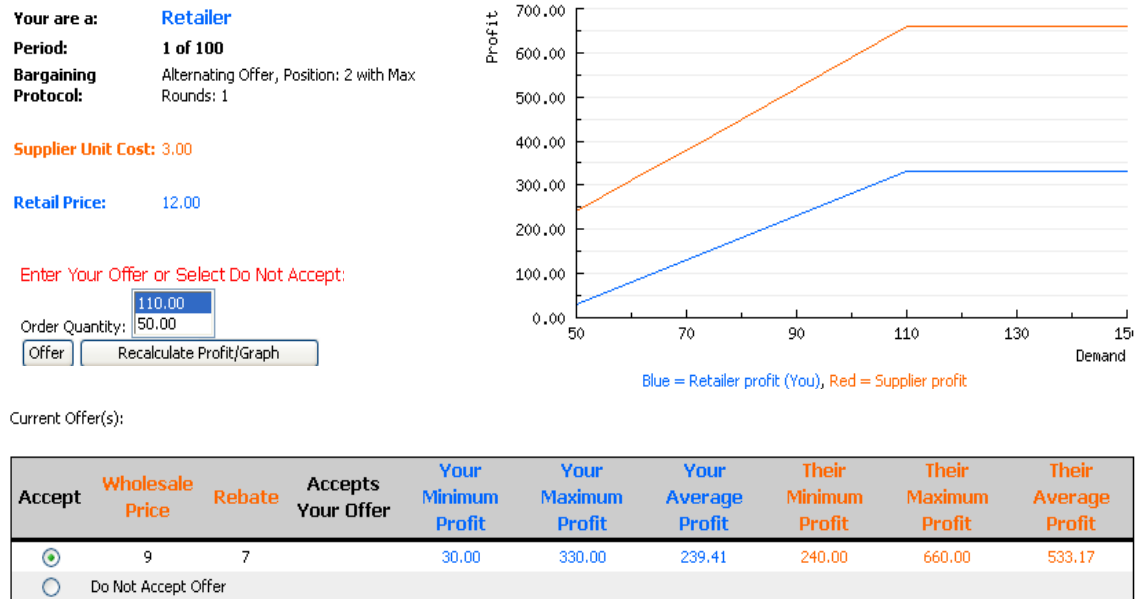 Your are a: Retailer
Period: 1 of 100
Bargaining Protocol: Alternating Offer, Position: 2 with Max Rounds: 1
Supplier Unit Cost: 3.00
Retail Price: 12.00
Enter Your Offer or Select Do Not Accept:
110.00
Order Quantity: 50.00
Offer Recalculate Profit/Graph
Profit
700.00
600.00
500.00
400.00
300.00
200.00
100.00
0.00
50 70 90 110 130 15
Demand
Blue = Retailer profit (You), Red = Supplier profit
Current Offer(s):
Accept Wholesale Price Rebate Accepts Your Offer Your Minimum Profit Your Maximum Profit Your Average Profit Their Minimum Profit Their Maximum Profit Their Average Profit
9 7 30.00 330.00 239.41 240.00 660.00 533.17
Do Not Accept Offer